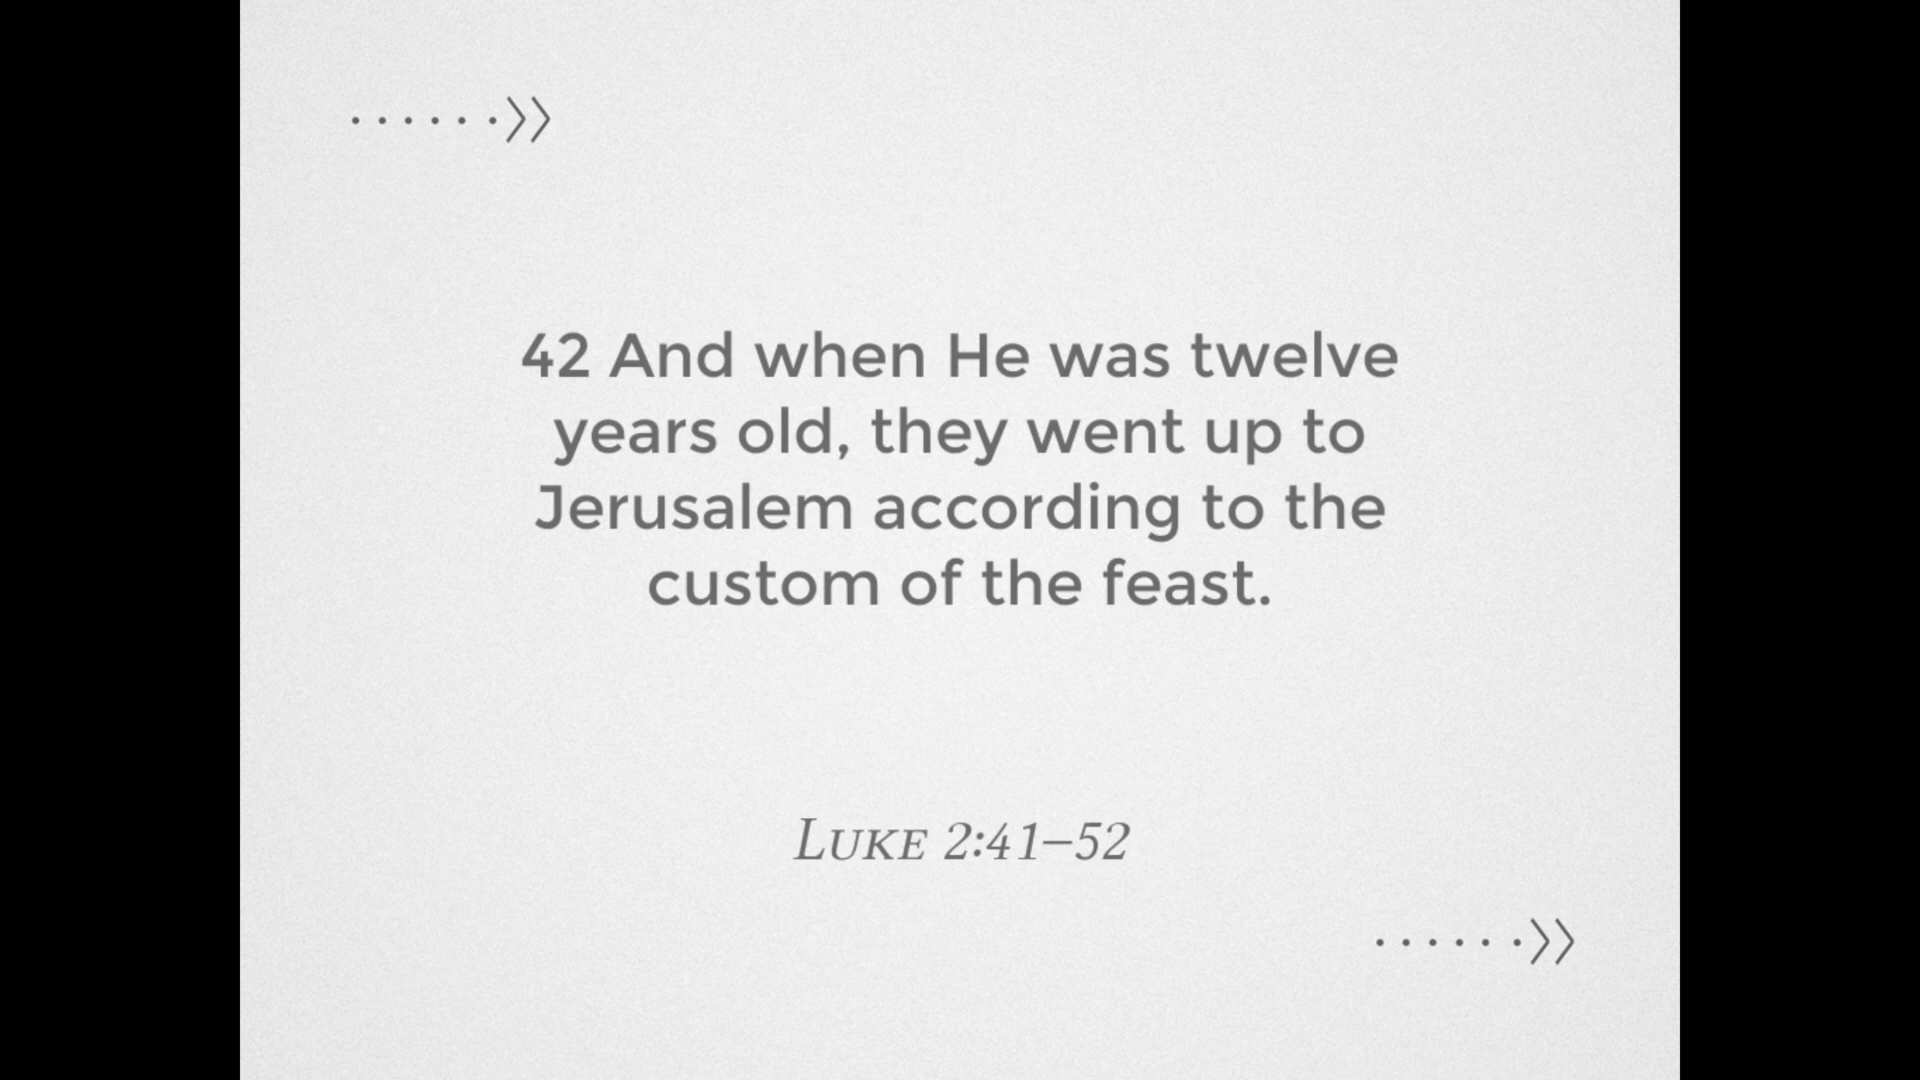 42 And when He was twelve
years old, they went up to
Jerusalem according to the
custom of the feast.
Luke 2:41–52